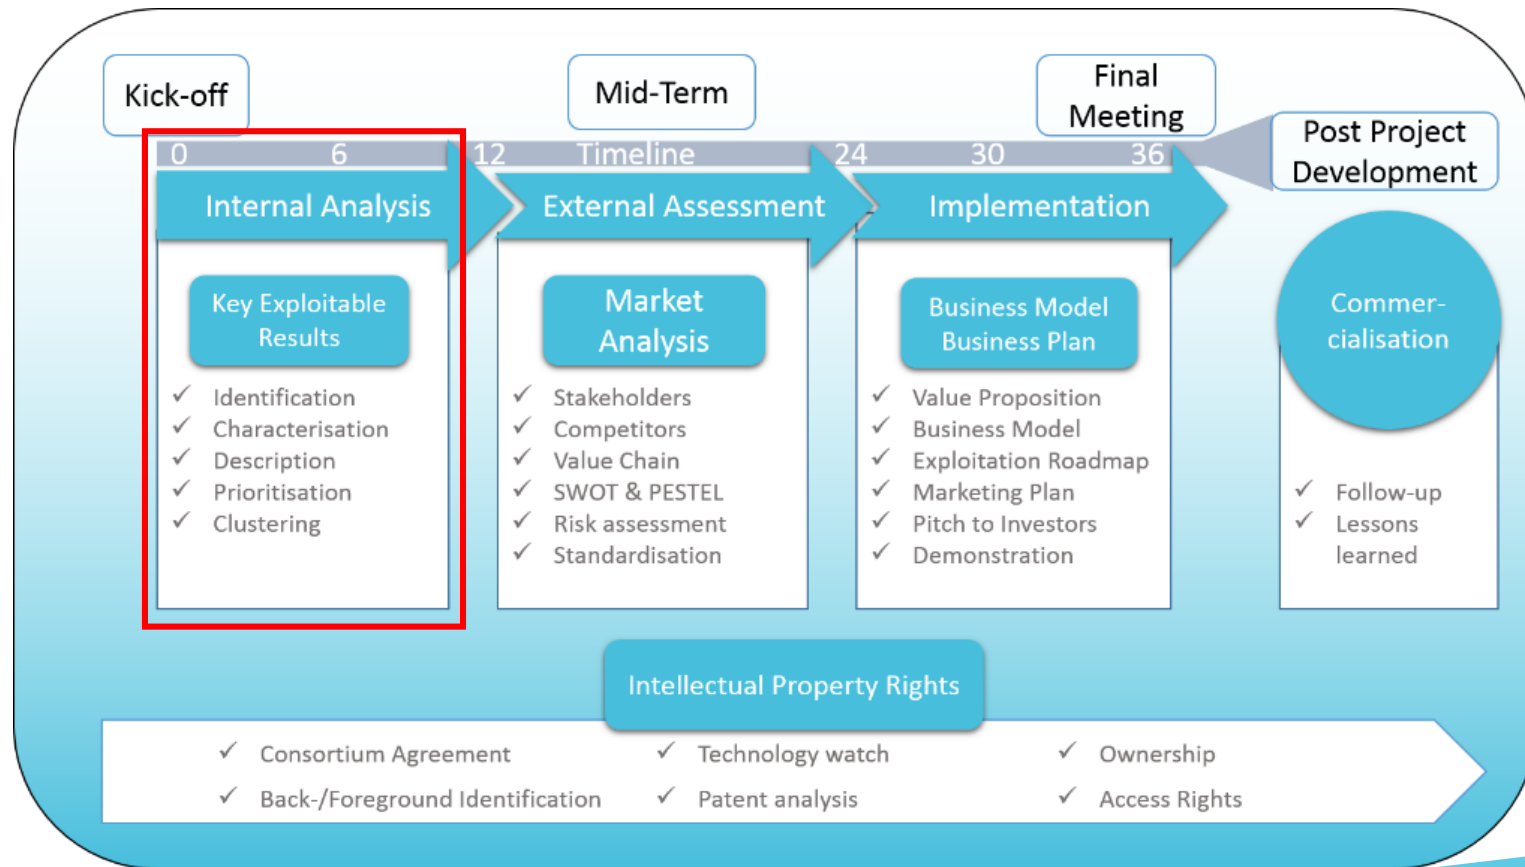 Kick-off
Mid-Term
Final
Meeting
Post Project
Development
0 6 12 Timeline 24 30 36
Internal Analysis
External Assessment
Implementation
Key Exploitable
Results
✓ Identification
✓ Characterisation
✓ Description
✓ Prioritisation
✓ Clustering
Market
Analysis
✓ Stakeholders
✓ Competitors
✓ Value Chain
✓ SWOT & PESTEL
✓ Risk assessment
✓ Standardisation
Business Model
Business Plan
✓ Value Proposition
✓ Business Model
✓ Exploitation Roadmap
✓ Marketing Plan
✓ Pitch to Investors
✓ Demonstration
Commer-
cialisation
✓ Follow-up
✓ Lessons
learned
Intellectual Property Rights
✓ Consortium Agreement
✓ Back-/Foreground Identification
✓ Technology watch
✓ Patent analysis
✓ Ownership
✓ Access Rights